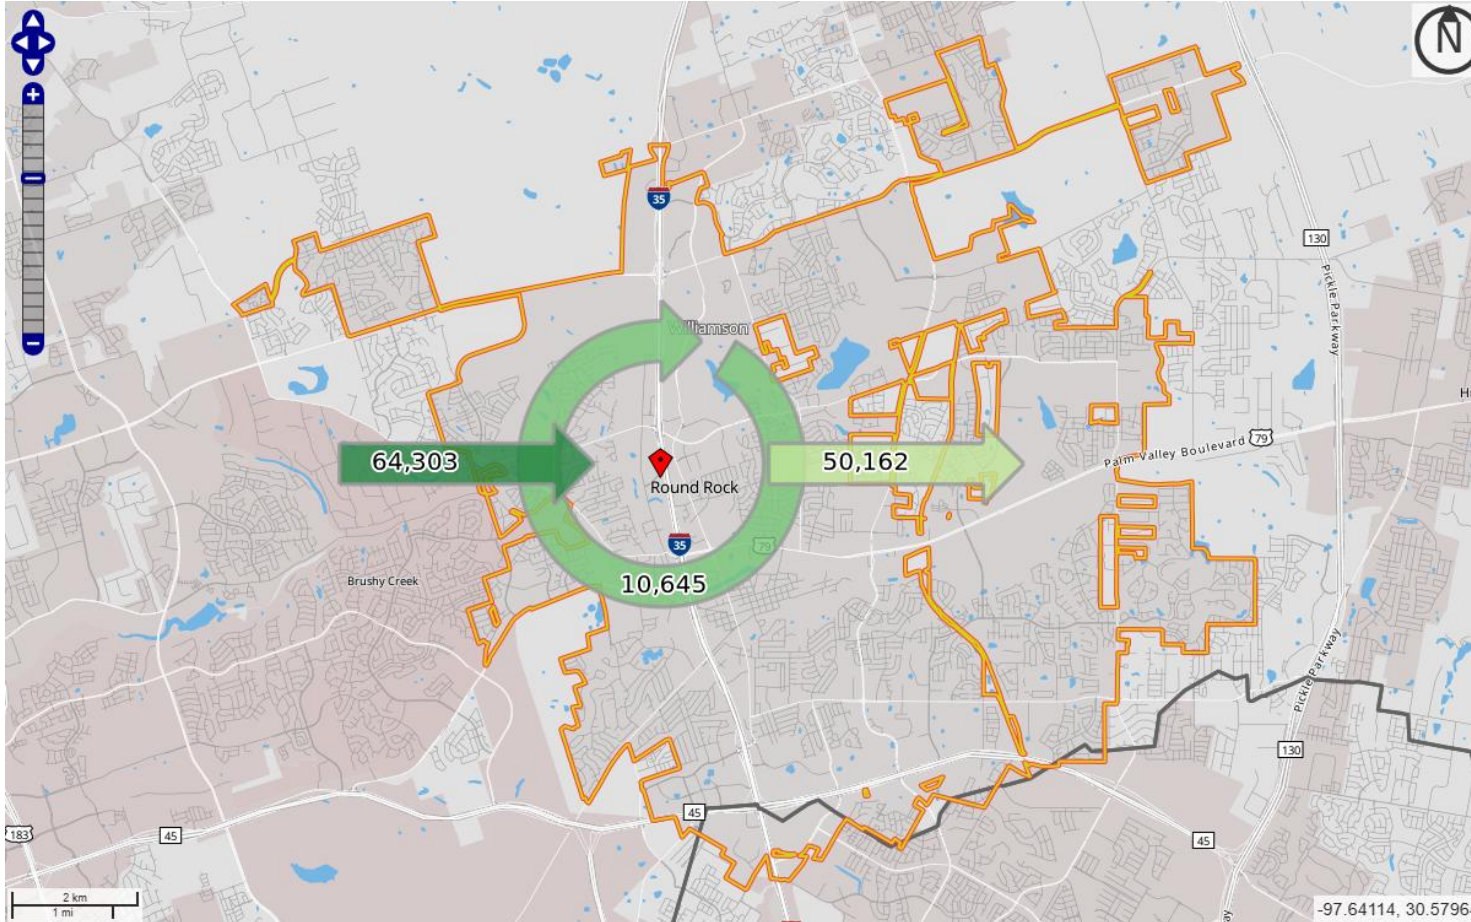 N
35
130
Pickle Parkway
Williamson
H
79
Palm Valley Boulevard
64,303
50,162
Round Rock
35
79
Brushy Creek
10,645
Pickle Parkway
130
45
183
45
45
2 km
1 mi
-97.64114, 30.5796